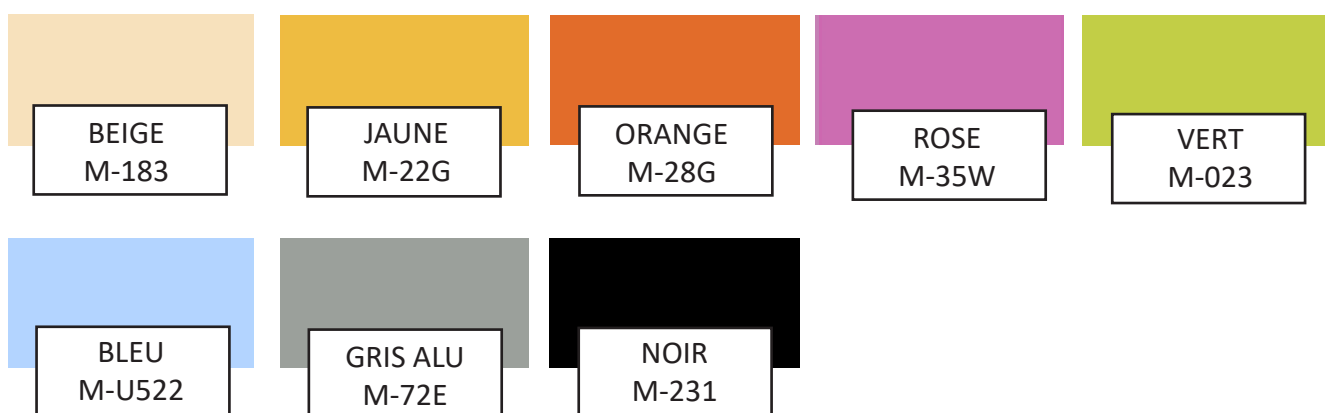 BEIGE
M-183
JAUNE
M-22G
ORANGE
M-28G
ROSE
M-35W
VERT
M-023
BLEU
M-U522
GRIS ALU
M-72E
NOIR
M-231